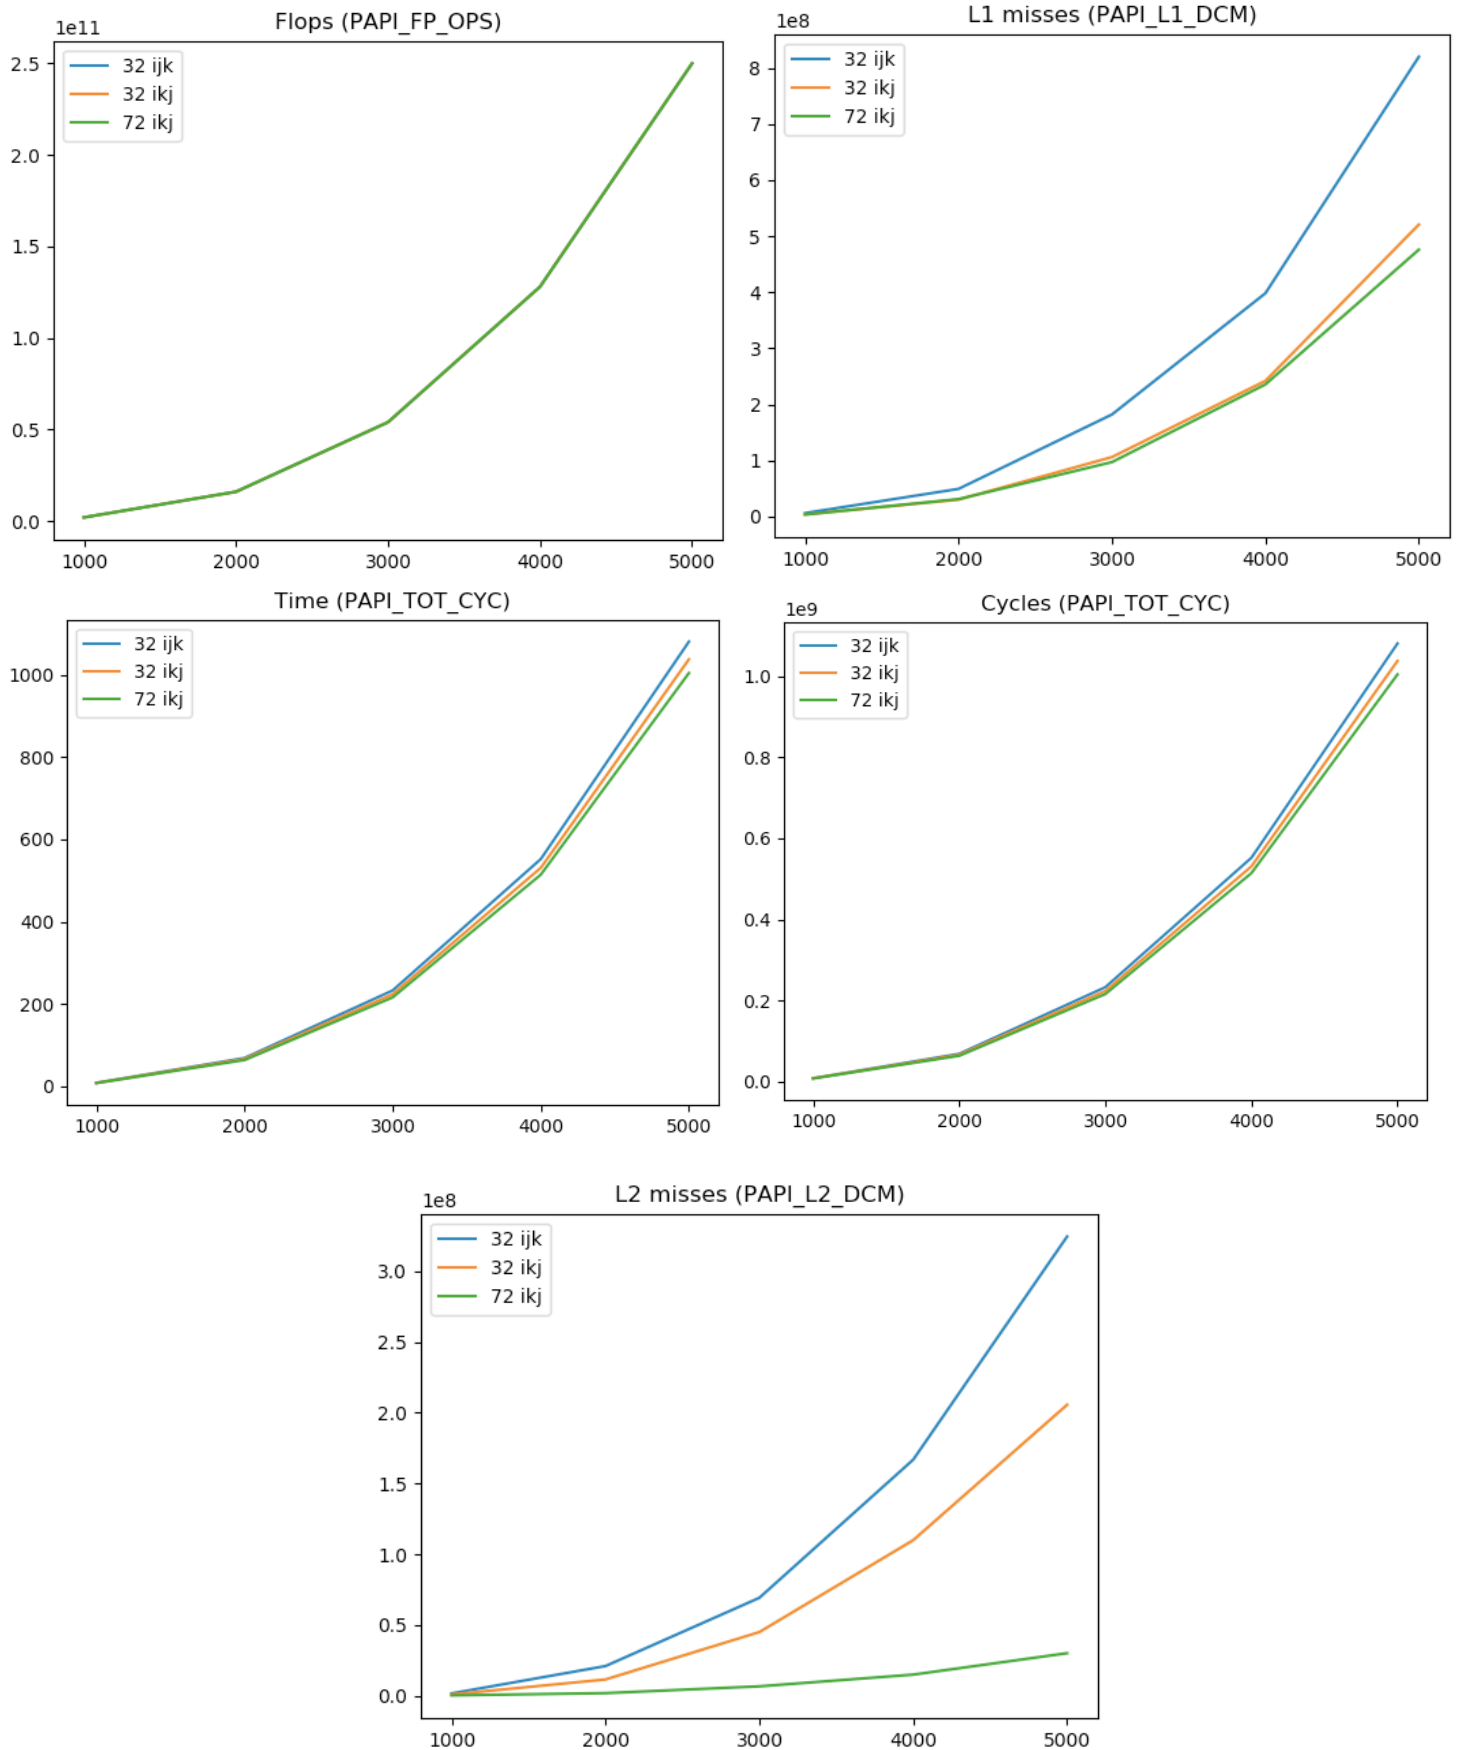 Flops (PAPI_FP_OPS)
1e11
32 ijk
32 ikj
72 ikj
2.5
2.0
1.5
1.0
0.5
0.0
1000 2000 3000 4000 5000
L1 misses (PAPI_L1_DCM)
1e8
32 ijk
32 ikj
72 ikj
8
7
6
5
4
3
2
1
0
1000 2000 3000 4000 5000
Time (PAPI_TOT_CYC)
32 ijk
32 ikj
72 ikj
1000
800
600
400
200
0
1000 2000 3000 4000 5000
Cycles (PAPI_TOT_CYC)
1e9
32 ijk
32 ikj
72 ikj
1.0
0.8
0.6
0.4
0.2
0.0
1000 2000 3000 4000 5000
L2 misses (PAPI_L2_DCM)
1e8
32 ijk
32 ikj
72 ikj
3.0
2.5
2.0
1.5
1.0
0.5
0.0
1000 2000 3000 4000 5000